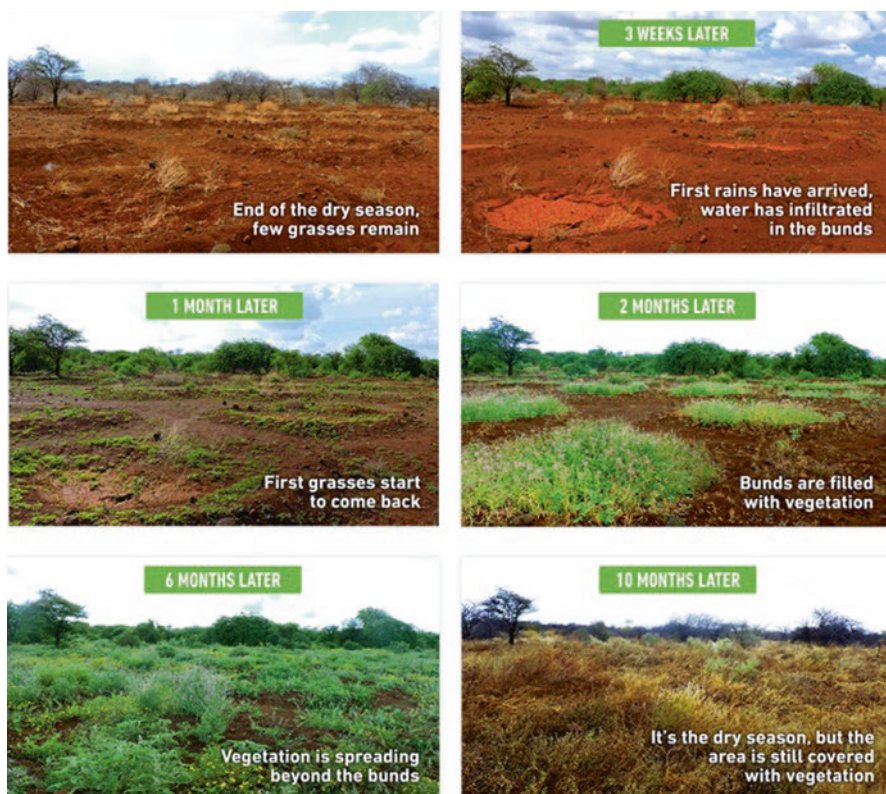 End of the dry season,
few grasses remain
3 WEEKS LATER
First rains have arrived,
water has infiltrated
in the bunds
1 MONTH LATER
First grasses start
to come back
2 MONTHS LATER
Bunds are filled
with vegetation
6 MONTHS LATER
Vegetation is spreading
beyond the bunds
10 MONTHS LATER
It's the dry season, but the
area is still covered
with vegetation